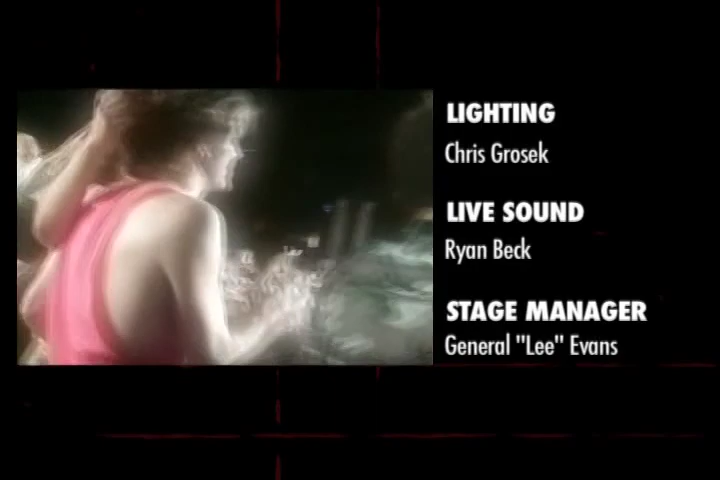 LIGHTING
Chris Grosek
LIVE SOUND
Ryan Beck
STAGE MANAGER
General "Lee" Evans